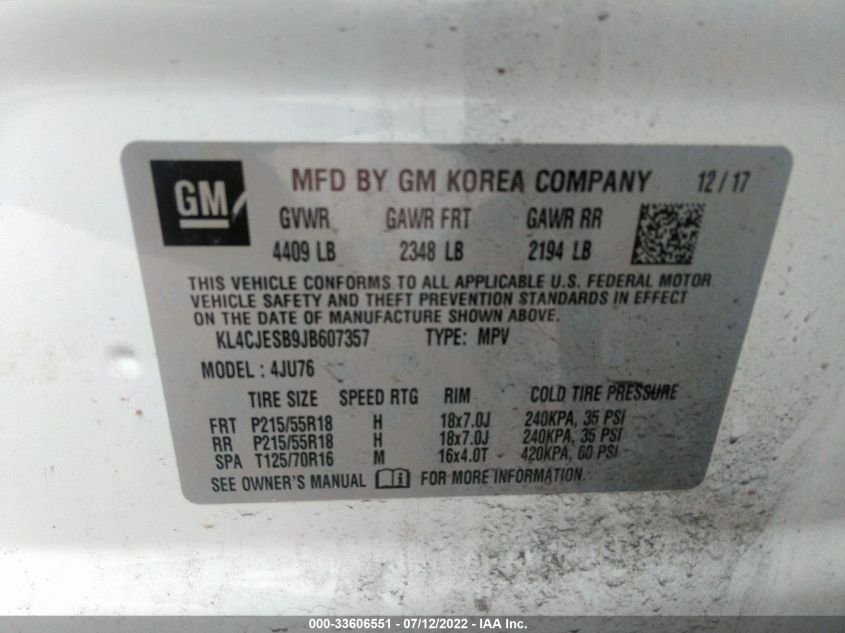 GM
MFD BY GM KOREA COMPANY 12/17
GVWR GAWR FRT GAWR RR
4409 LB 2348 LB 2194 LB
THIS VEHICLE CONFORMS TO ALL APPLICABLE U.S. FEDERAL MOTOR
VEHICLE SAFETY AND THEFT PREVENTION STANDARDS IN EFFECT
ON THE DATE OF MANUFACTURE SHOWN ABOVE.
KL4CJESB9JB607357 TYPE: MPV
MODEL : 4JU76
TIRE SIZE SPEED RTG RIM COLD TIRE PRESSURE
FRT P215/55R18 H 18x7.0J 240KPA, 35 PSI
RR P215/55R18 H 18x7.0J 240KPA, 35 PSI
SPA T125/70R16 M 16x4.0T 420KPA, 60 PSI
SEE OWNER'S MANUAL FOR MORE INFORMATION.
000-33606551 - 07/12/2022 - IAA Inc.